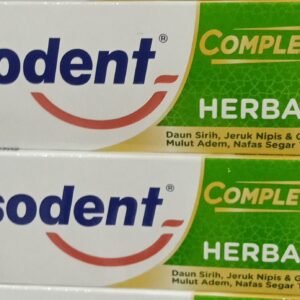 odent®
COMPLE
HERBA
Daun Sirih, Jeruk Nipis & G
Mulut Adem, Nafas Segar T
sodent®
COMPLE
HERBA
Daun Sirih, Jeruk Nipis & G
Mulut Adem, Nafas Segar T